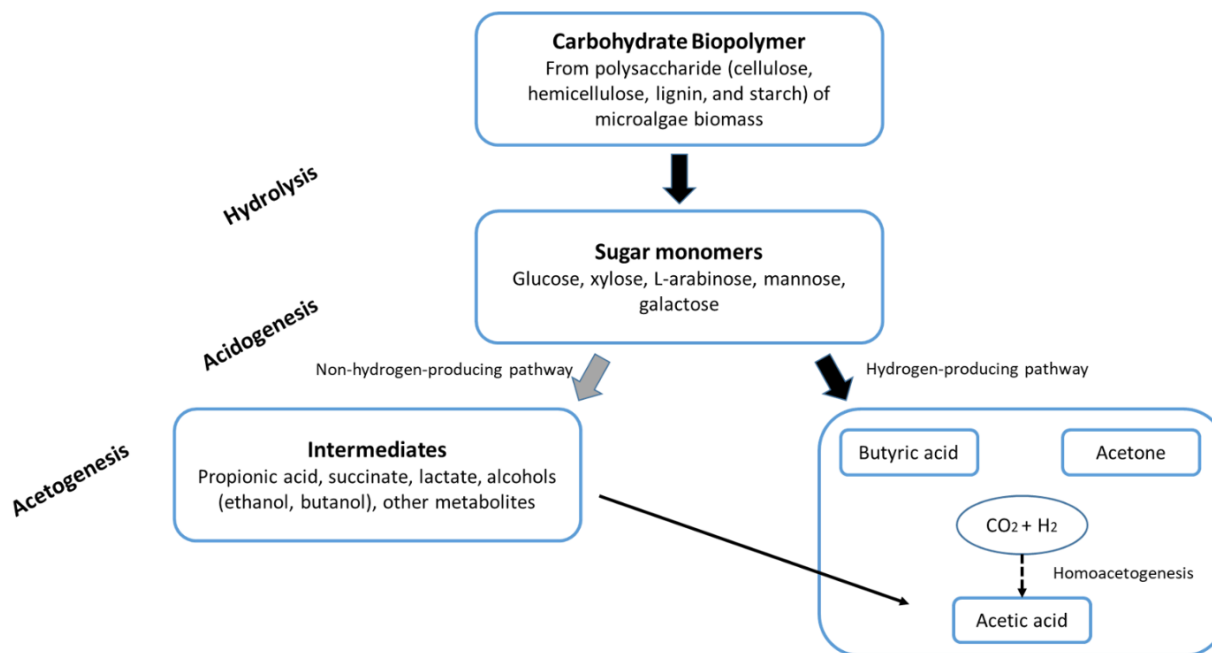 Carbohydrate Biopolymer
From polysaccharide (cellulose,
hemicellulose, lignin, and starch) of
microalgae biomass
Hydrolysis
Sugar monomers
Glucose, xylose, L-arabinose, mannose,
galactose
Acidogenesis
Non-hydrogen-producing pathway
Hydrogen-producing pathway
Acetogenesis
Intermediates
Propionic acid, succinate, lactate, alcohols
(ethanol, butanol), other metabolites
Butyric acid
Acetone
CO2 + H2
Homoacetogenesis
Acetic acid